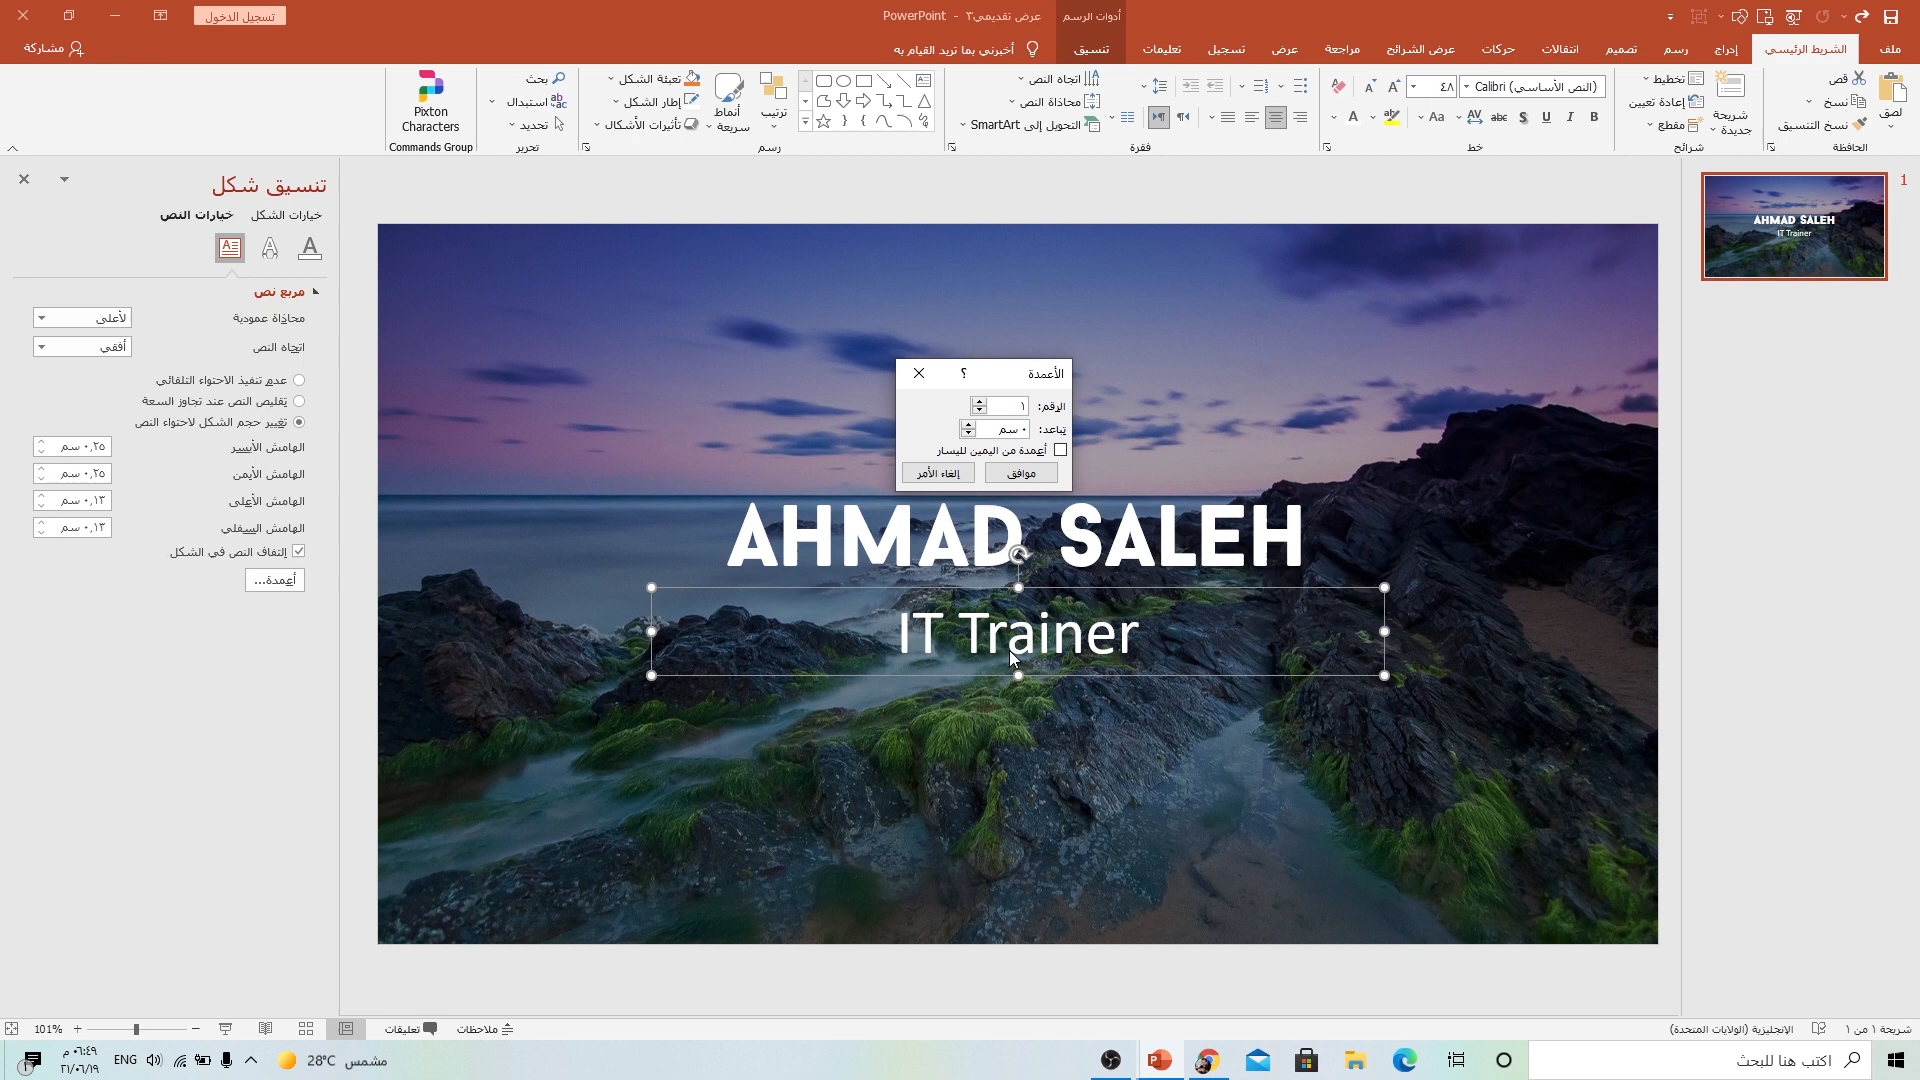 أدوات الرسم
عرض تقديمي٣ - PowerPoint
تسجيل الدخول
ملف
الشريط الرئيسي
إدراج
رسم
تصميم
انتقالات
حركات
عرض الشرائح
مراجعة
عرض
تسجيل
تعليمات
تنسيق
أخبرني بما تريد القيام به
مشاركة
لصق
قص
نسخ
نسخ التنسيق
الحافظة
شريحة
جديدة
تخطيط
إعادة تعيين
مقطع
شرائح
Calibri (النص الأساسي)
٤٨
خط
فقرة
اتجاه النص
محاذاة النص
التحويل إلى SmartArt
ترتيب
أنماط
سريعة
تعبئة الشكل
إطار الشكل
تأثيرات الأشكال
رسم
بحث
استبدال
تحديد
تحرير
Pixton
Characters
Commands Group
1
AHMAD SALEH
IT Trainer
تنسيق شكل
خيارات الشكل
خيارات النص
مربع نص
محاذاة عمودية
لأعلى
اتجاه النص
أفقي
عدم تنفيذ الاحتواء التلقائي
تقليص النص عند تجاوز السعة
تغيير حجم الشكل لاحتواء النص
الهامش الأيسر
٠,٢٥ سم
الهامش الأيمن
٠,٢٥ سم
الهامش الأعلى
٠,١٣ سم
الهامش السفلي
٠,١٣ سم
التفاف النص في الشكل
أعمدة...
الأعمدة
؟
الرقم:
١
تباعد:
٠ سم
أعمدة من اليمين لليسار
موافق
إلغاء الأمر
AHMAD SALEH
IT Trainer
شريحة ١ من ١
الإنجليزية (الولايات المتحدة)
ملاحظات
تعليقات
101%
اكتب هنا للبحث
مشمس
28°C
ENG
٠٦:٤٩ م
٢١/٠٦/١٩